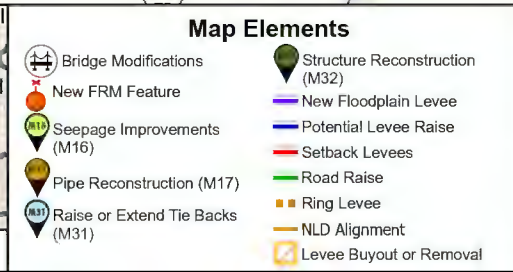 Map Elements
Bridge Modifications
New FRM Feature
M16
Seepage Improvements
(M16)
Pipe Reconstruction (M17)
M31
Raise or Extend Tie Backs
(M31)
Structure Reconstruction
(M32)
New Floodplain Levee
Potential Levee Raise
Setback Levees
Road Raise
Ring Levee
NLD Alignment
Levee Buyout or Removal